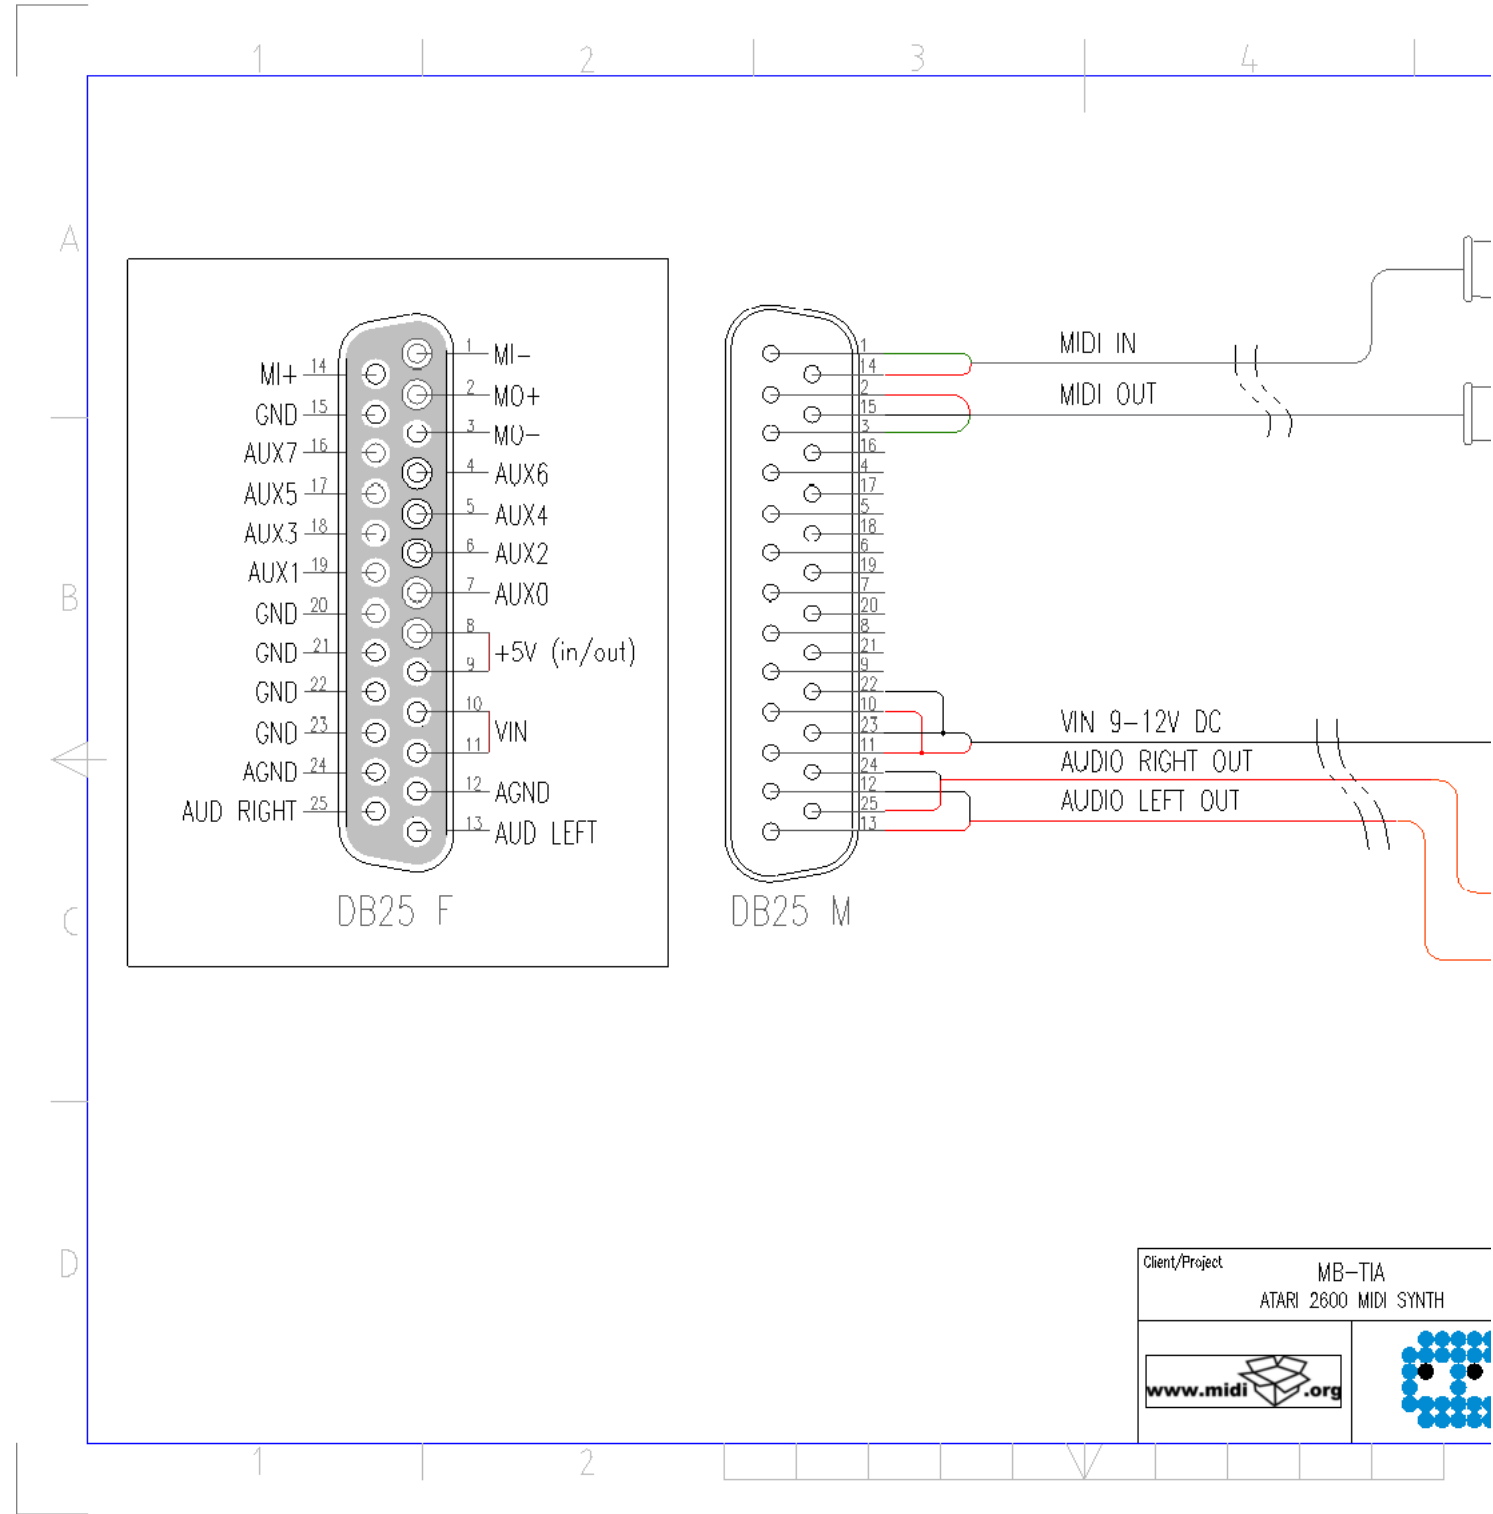 1 2 3 4
A
B
C
D
MI+ 14
GND 15
AUX7 16
AUX5 17
AUX3 18
AUX1 19
GND 20
GND 21
GND 22
GND 23
AGND 24
AUD RIGHT 25
1 MI-
2 MO+
3 MO-
4 AUX6
5 AUX4
6 AUX2
7 AUX0
8
9
+5V (in/out)
10
11
VIN
12 AGND
13 AUD LEFT
DB25 F
1
14
2
15
3
16
4
17
5
18
6
19
7
20
8
21
9
22
10
23
11
24
12
25
13
DB25 M
MIDI IN
MIDI OUT
VIN 9-12V DC
AUDIO RIGHT OUT
AUDIO LEFT OUT
Client/Project
MB-TIA
ATARI 2600 MIDI SYNTH
www.midi .org
1 2